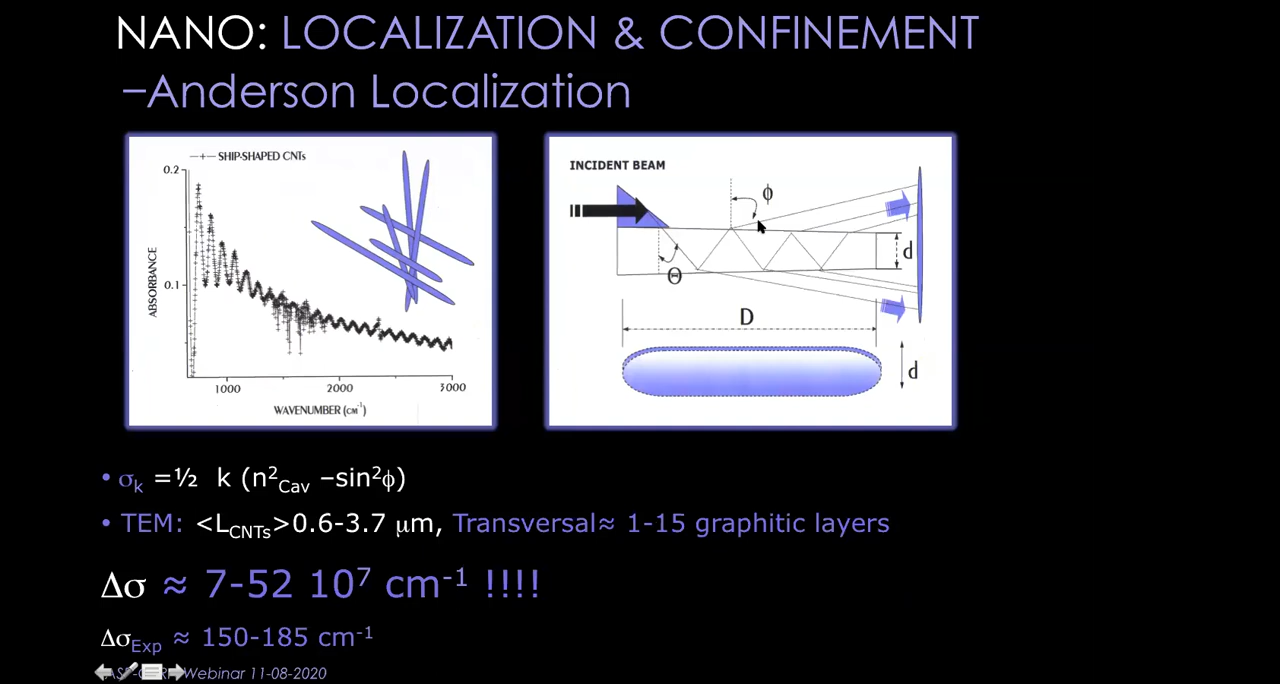 NANO: LOCALIZATION & CONFINEMENT
–Anderson Localization
SHIP-SHAPED CNTs
0.2
0.1
ABSORBANCE
1000 2000 3000
WAVENUMBER (cm⁻¹)
INCIDENT BEAM
ϕ
Θ
d
D
d
• σₖ =½ k (n²Cav –sin²ϕ)
• TEM: <LCNTs>0.6-3.7 μm, Transversal≈ 1-15 graphitic layers
Δσ ≈ 7-52 10⁷ cm⁻¹ !!!!
ΔσExp ≈ 150-185 cm⁻¹
Webinar 11-08-2020